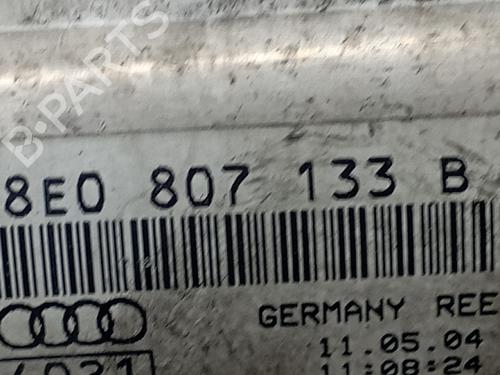 B-PARTS
8E0 807 133 B
GERMANY REE
11.05.04
11:08:24